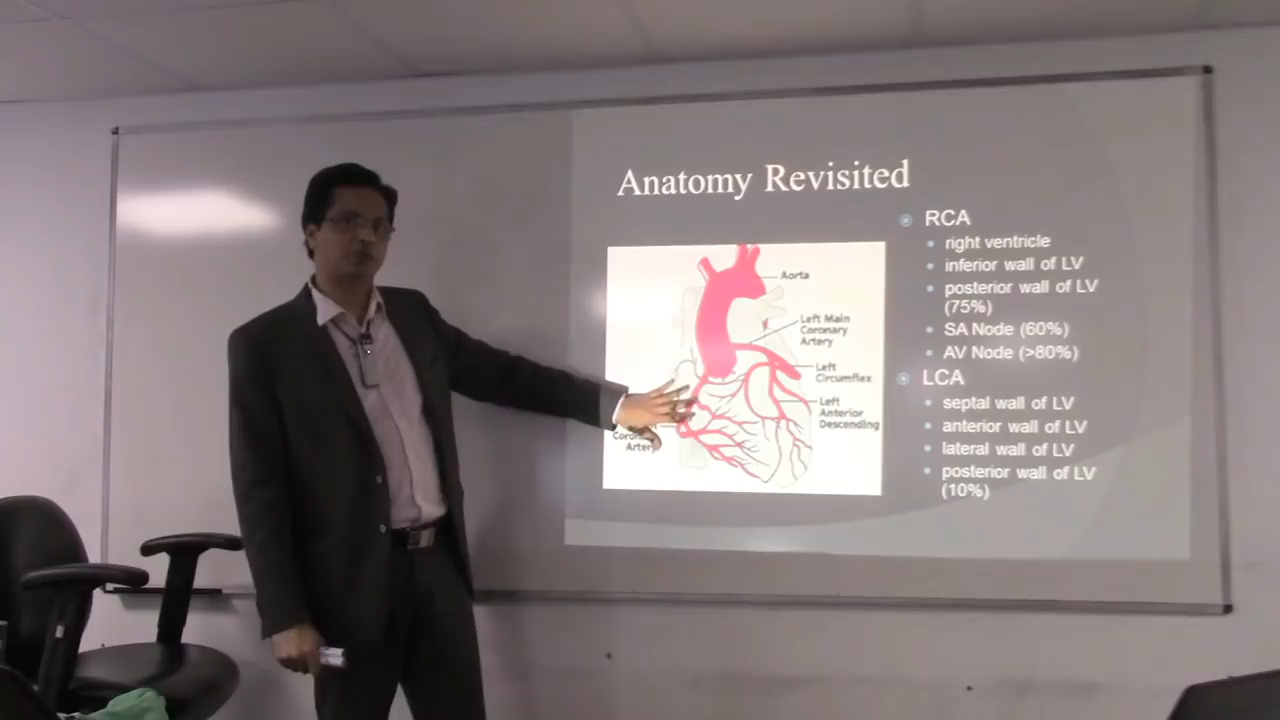 Anatomy Revisited
RCA
right ventricle
inferior wall of LV
posterior wall of LV
(75%)
SA Node (60%)
AV Node (>80%)
LCA
septal wall of LV
anterior wall of LV
lateral wall of LV
posterior wall of LV
(10%)
Aorta
Left Main
Coronary
Artery
Left
Circumflex
Left
Anterior
Descending
Artery